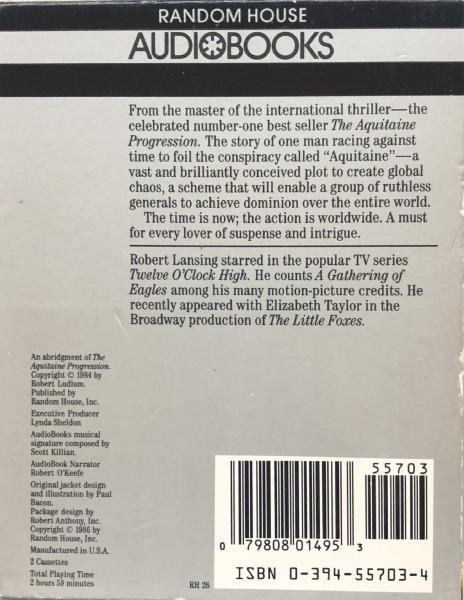 RANDOM HOUSE
AUDIOBOOKS
From the master of the international thriller—the
celebrated number-one best seller The Aquitaine
Progression. The story of one man racing against
time to foil the conspiracy called “Aquitaine”—a
vast and brilliantly conceived plot to create global
chaos, a scheme that will enable a group of ruthless
generals to achieve dominion over the entire world.
The time is now; the action is worldwide. A must
for every lover of suspense and intrigue.
Robert Lansing starred in the popular TV series
Twelve O'Clock High. He counts A Gathering of
Eagles among his many motion-picture credits. He
recently appeared with Elizabeth Taylor in the
Broadway production of The Little Foxes.
An abridgment of The
Aquitaine Progression.
Copyright © 1984 by
Robert Ludlum.
Published by
Random House, Inc.
Executive Producer
Lynda Sheldon
AudioBooks musical
signature composed by
Scott Killian.
AudioBook Narrator
Robert O'Keefe
Original jacket design
and illustration by Paul
Bacon.
Package design by
Robert Anthony, Inc.
Copyright © 1986 by
Random House, Inc.
Manufactured in U.S.A.
2 Cassettes
Total Playing Time
2 hours 59 minutes
RH 26
55703
0 79808 01495 3
ISBN 0-394-55703-4